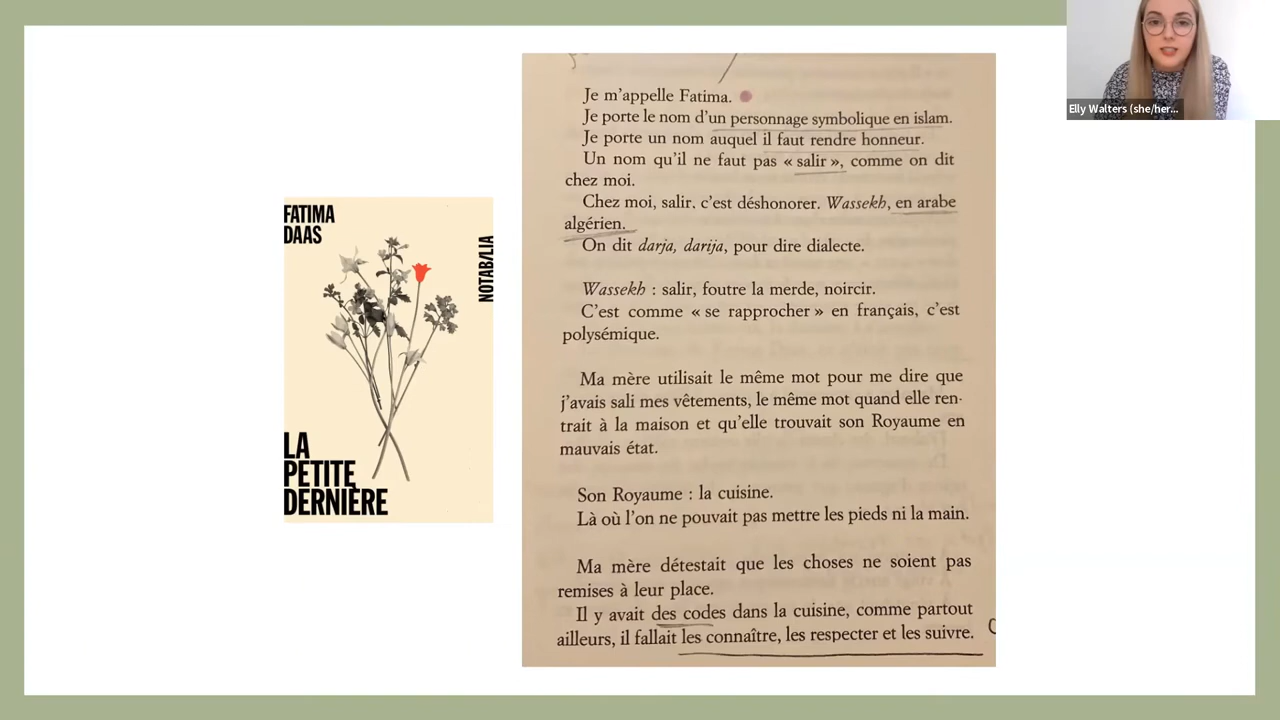 FATIMA
DAAS
NOTAB/LIA
LA
PETITE
DERNIÈRE
Je m'appelle Fatima.
Je porte le nom d'un personnage symbolique en islam.
Je porte un nom auquel il faut rendre honneur.
Un nom qu'il ne faut pas « salir », comme on dit
chez moi.
Chez moi, salir, c'est déshonorer. Wassekh, en arabe
algérien.
On dit darja, darija, pour dire dialecte.
Wassekh : salir, foutre la merde, noircir.
C'est comme « se rapprocher » en français, c'est
polysémique.
Ma mère utilisait le même mot pour me dire que
j'avais sali mes vêtements, le même mot quand elle ren-
trait à la maison et qu'elle trouvait son Royaume en
mauvais état.
Son Royaume : la cuisine.
Là où l'on ne pouvait pas mettre les pieds ni la main.
Ma mère détestait que les choses ne soient pas
remises à leur place.
Il y avait des codes dans la cuisine, comme partout
ailleurs, il fallait les connaître, les respecter et les suivre.
Elly Walters (she/her...